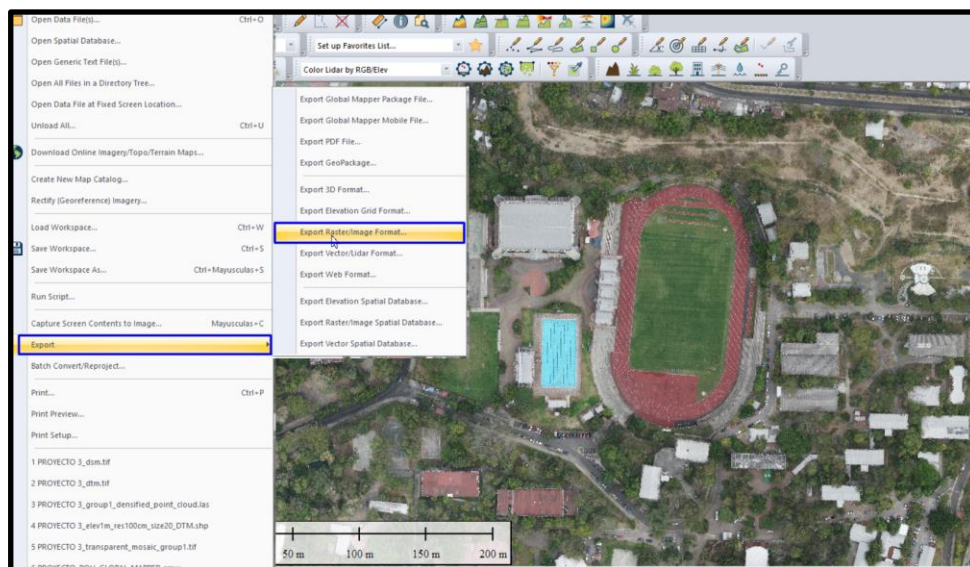 Open Data File(s)... Ctrl+O
Open Spatial Database...
Set up Favorites List...
Open Generic Text File(s)...
Color Lidar by RGB/Elev
Open All Files in a Directory Tree...
Open Data File at Fixed Screen Location...
Unload All... Ctrl+U
Download Online Imagery/Topo/Terrain Maps...
Create New Map Catalog...
Rectify (Georeference) Imagery...
Load Workspace... Ctrl+W
Save Workspace... Ctrl+S
Save Workspace As... Ctrl+Mayusculas+S
Run Script...
Capture Screen Contents to Image... Mayusculas+C
Export
Batch Convert/Reproject...
Print... Ctrl+P
Print Preview...
Print Setup...
1 PROYECTO 3_dsm.tif
2 PROYECTO 3_dtm.tif
3 PROYECTO 3_group1_densified_point_cloud.las
4 PROYECTO 3_elev1m_res100cm_size20_DTM.shp
5 PROYECTO 3_transparent_mosaic_group1.tif
Export Global Mapper Package File...
Export Global Mapper Mobile File...
Export PDF File...
Export GeoPackage...
Export 3D Format...
Export Elevation Grid Format...
Export Raster/Image Format...
Export Vector/Lidar Format...
Export Web Format...
Export Elevation Spatial Database...
Export Raster/Image Spatial Database...
Export Vector Spatial Database...
50 m 100 m 150 m 200 m